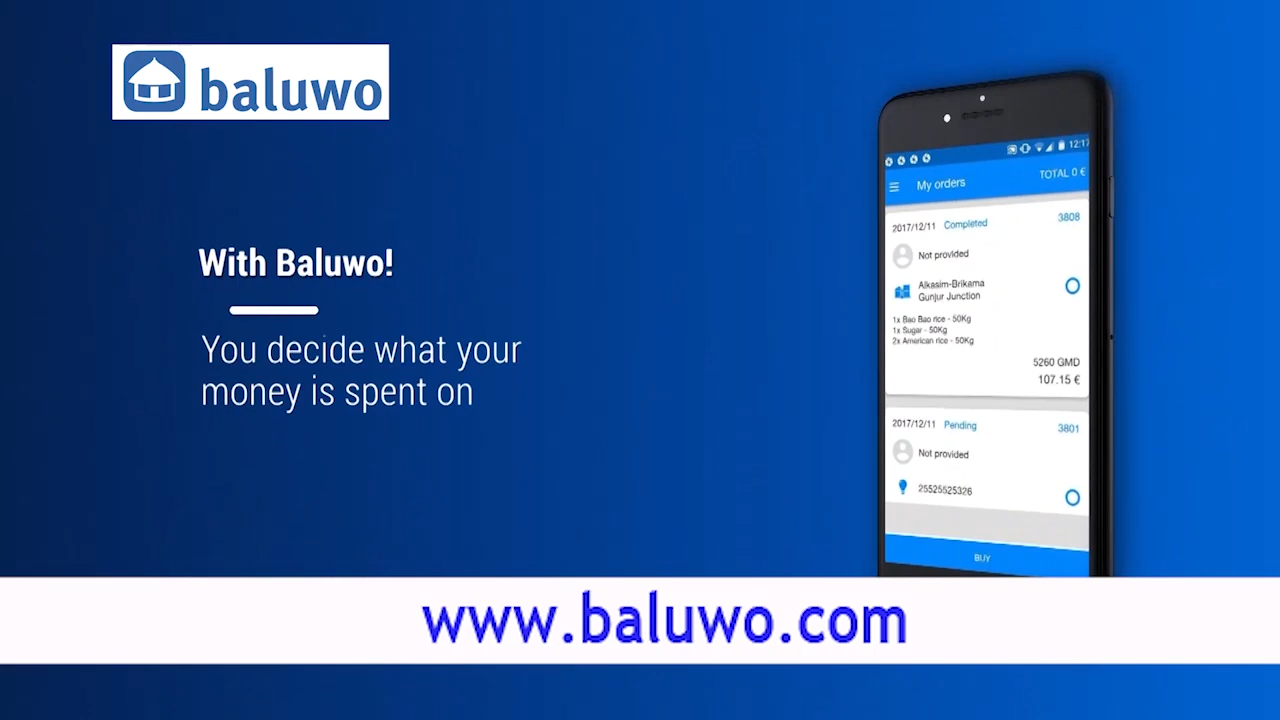 baluwo
With Baluwo!
You decide what your
money is spent on
12:17
My orders
TOTAL 0 €
2017/12/11 Completed 3808
Not provided
Alkasim-Brikama
Gunjur Junction
1x Bao Bao rice - 50Kg
1x Sugar - 50Kg
2x American rice - 50Kg
5260 GMD
107.15 €
2017/12/11 Pending 3801
Not provided
25525525326
BUY
www.baluwo.com